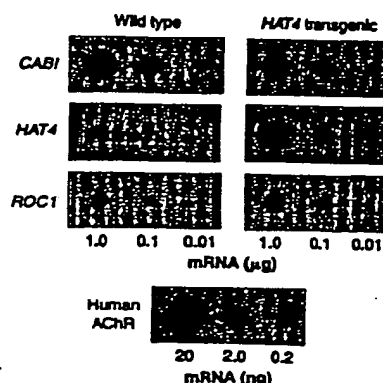 Wild type HAT4 transgenic
CABI
HAT4
ROC1
1.0 0.1 0.01 1.0 0.1 0.01
mRNA (μg)
Human
AChR
20 2.0 0.2
mRNA (ng)